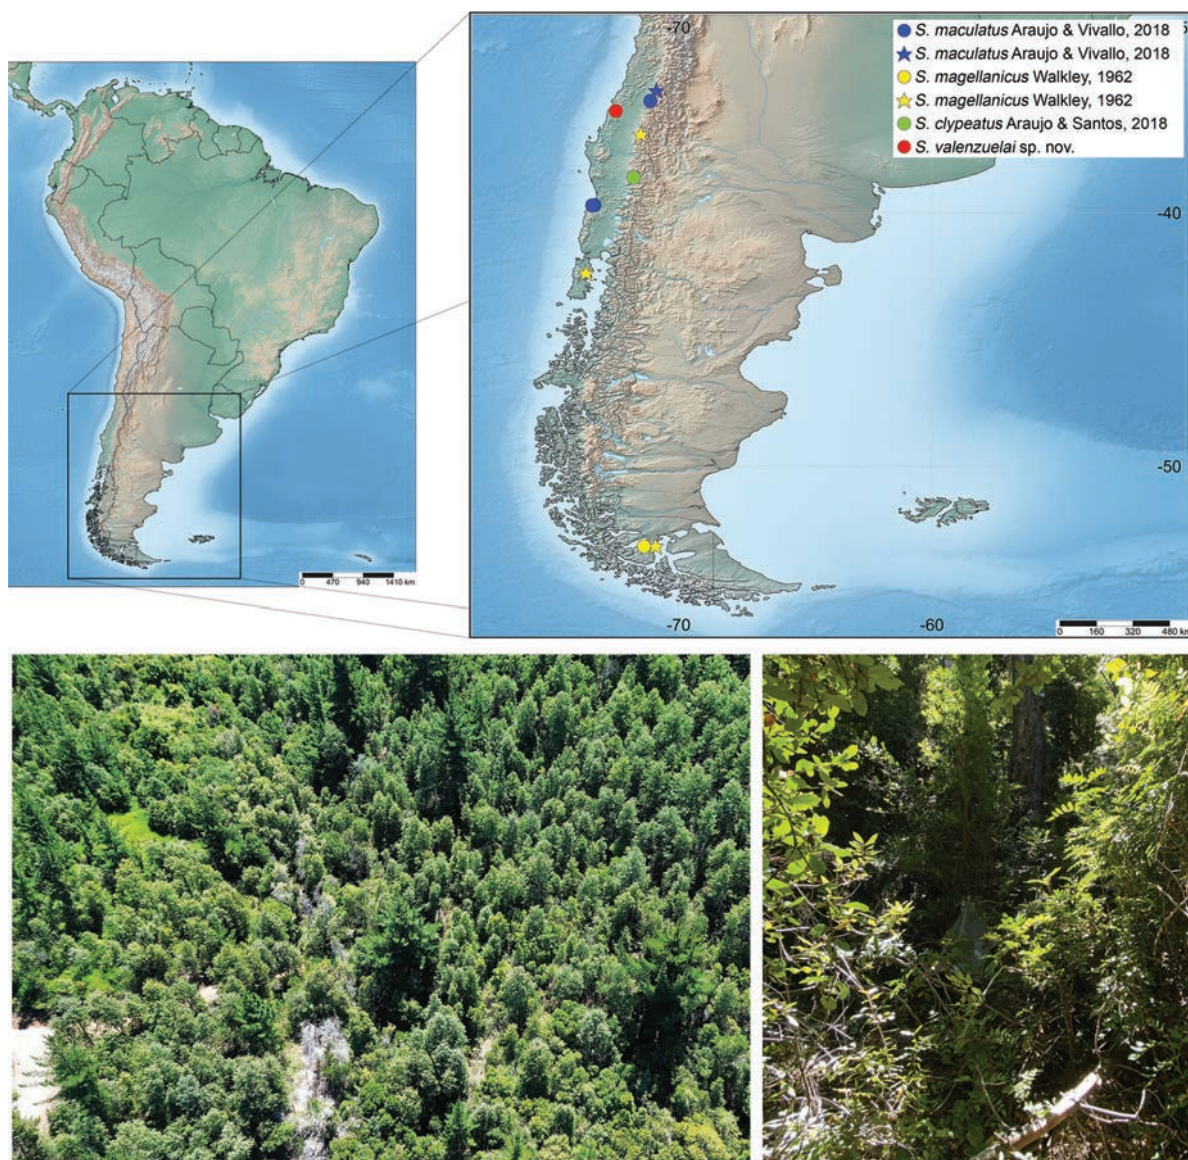 -70
S. maculatus Araujo & Vivallo, 2018
S. maculatus Araujo & Vivallo, 2018
S. magellanicus Walkley, 1962
S. magellanicus Walkley, 1962
S. clypeatus Araujo & Santos, 2018
S. valenzuelai sp. nov.
-40
-50
0 470 940 1410 km
-70
-60
0 160 320 480 km